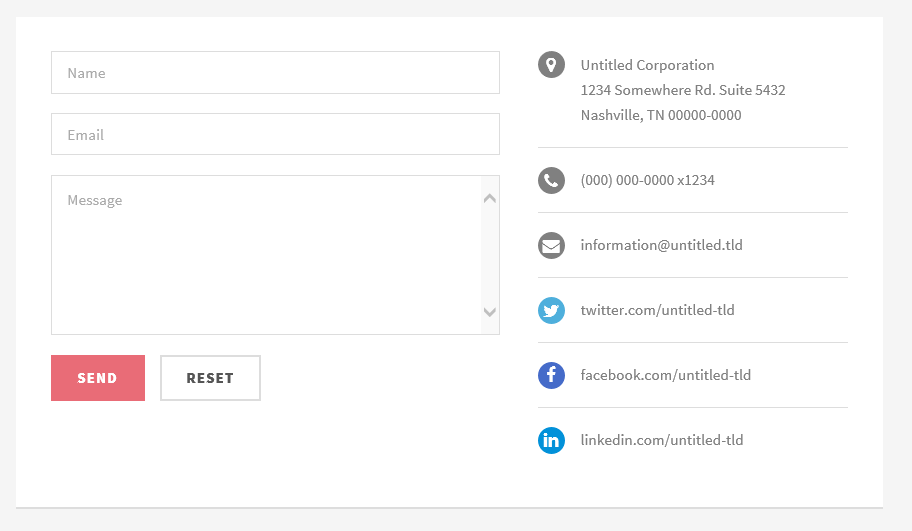 Name
Email
Message
SEND
RESET
Untitled Corporation
1234 Somewhere Rd. Suite 5432
Nashville, TN 00000-0000
(000) 000-0000 x1234
information@untitled.tld
twitter.com/untitled-tld
facebook.com/untitled-tld
linkedin.com/untitled-tld